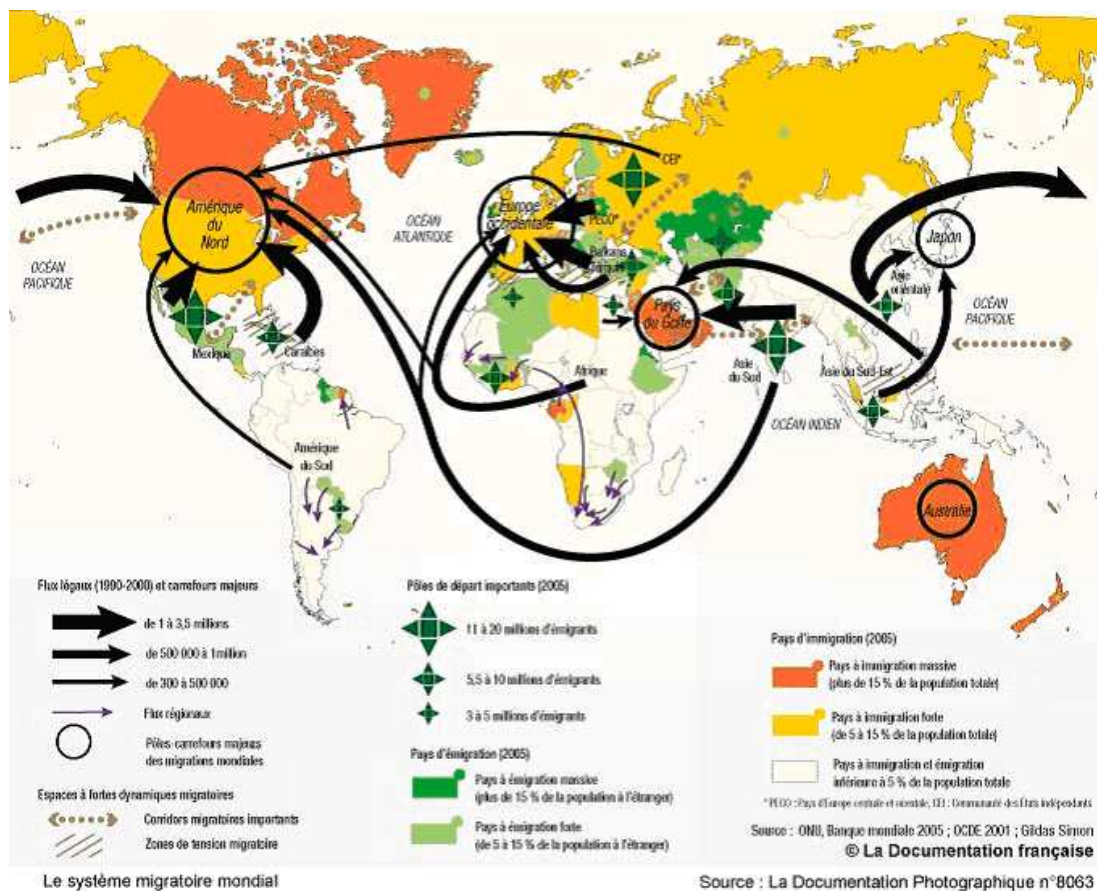 CEI*
Amérique
du
Nord
OCÉAN
ATLANTIQUE
Europe
occidentale
PECO*
Balkans
OCÉAN
PACIFIQUE
Japon
Asie
orientale
Pays
du Golfe
OCÉAN
PACIFIQUE
Mexique
Caraïbes
Afrique
Asie
du Sud
Asie du Sud-Est
OCÉAN INDIEN
Amérique
du Sud
Australie
Flux légaux (1990-2000) et carrefours majeurs
de 1 à 3,5 millions
de 500 000 à 1million
de 300 à 500 000
Flux régionaux
Pôles-carrefours majeurs
des migrations mondiales
Espaces à fortes dynamiques migratoires
Corridors migratoires importants
Zones de tension migratoire
Pôles de départ importants (2005)
11 à 20 millions d'émigrants
5,5 à 10 millions d'émigrants
3 à 5 millions d'émigrants
Pays d'émigration (2005)
Pays à émigration massive
(plus de 15 % de la population à l'étranger)
Pays à émigration forte
(de 5 à 15 % de la population à l'étranger)
Pays d'immigration (2005)
Pays à immigration massive
(plus de 15 % de la population totale)
Pays à immigration forte
(de 5 à 15 % de la population totale)
Pays à immigration et émigration
inférieure à 5 % de la population totale
* PECO : Pays d'Europe centrale et orientale, CEI : Communauté des États indépendants
Source : ONU, Banque mondiale 2005 ; OCDE 2001 ; Gildas Simon
© La Documentation française
Le système migratoire mondial
Source : La Documentation Photographique n°8063